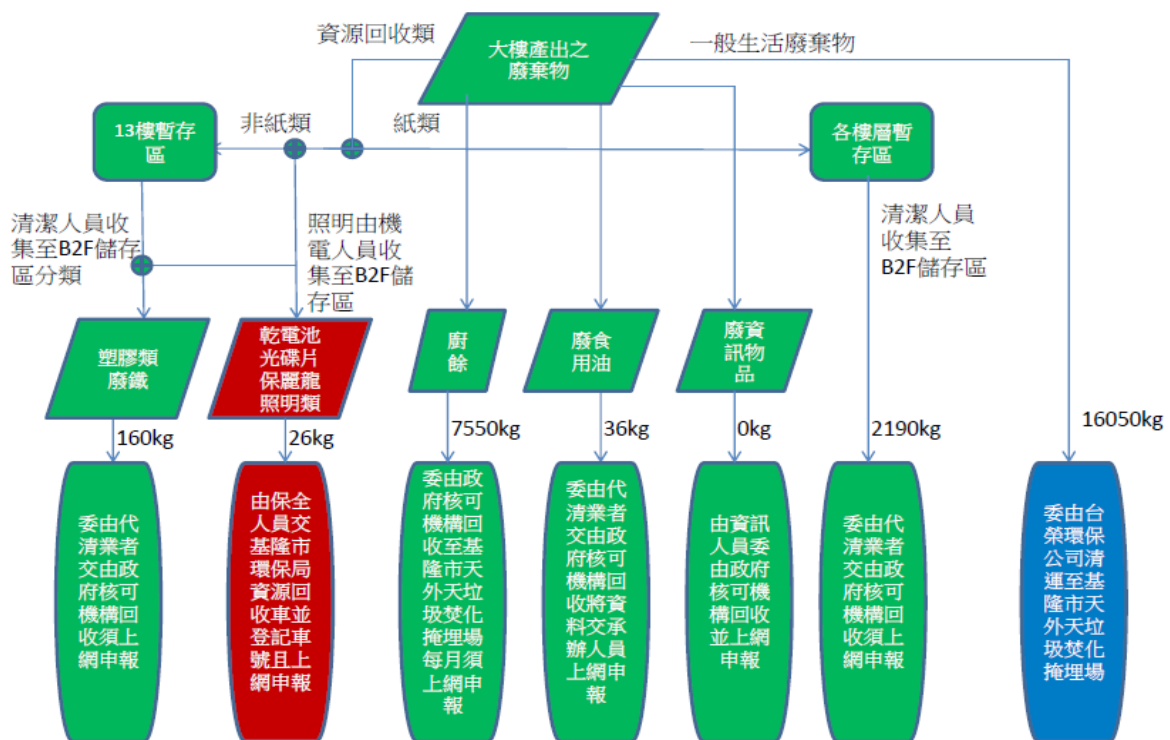 資源回收類
大樓產出之
廢棄物
一般生活廢棄物
13樓暫存
區
非紙類
紙類
各樓層暫
存區
清潔人員收
集至B2F儲存
區分類
照明由機
電人員收
集至B2F儲
存區
清潔人員
收集至
B2F儲存區
塑膠類
廢鐵
乾電池
光碟片
保麗龍
照明類
廚
餘
廢食
用油
廢資
訊物
品
160kg
26kg
7550kg
36kg
0kg
2190kg
16050kg
委由代
清業者
交由政
府核可
機構回
收須上
網申報
由保全
人員交
基隆市
環保局
資源回
收車並
登記車
號且上
網申報
委由政
府核可
機構回
收至基
隆市天
外天垃
圾焚化
掩埋場
每月須
上網申
報
委由代
清業者
交由政
府核可
機構回
收將資
料交承
辦人員
上網申
報
由資訊
人員委
由政府
核可機
構回收
並上網
申報
委由代
清業者
交由政
府核可
機構回
收須上
網申報
委由台
榮環保
公司清
運至基
隆市天
外天垃
圾焚化
掩埋場